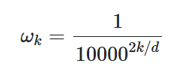 ω_k = 1 / 10000^{2k/d}